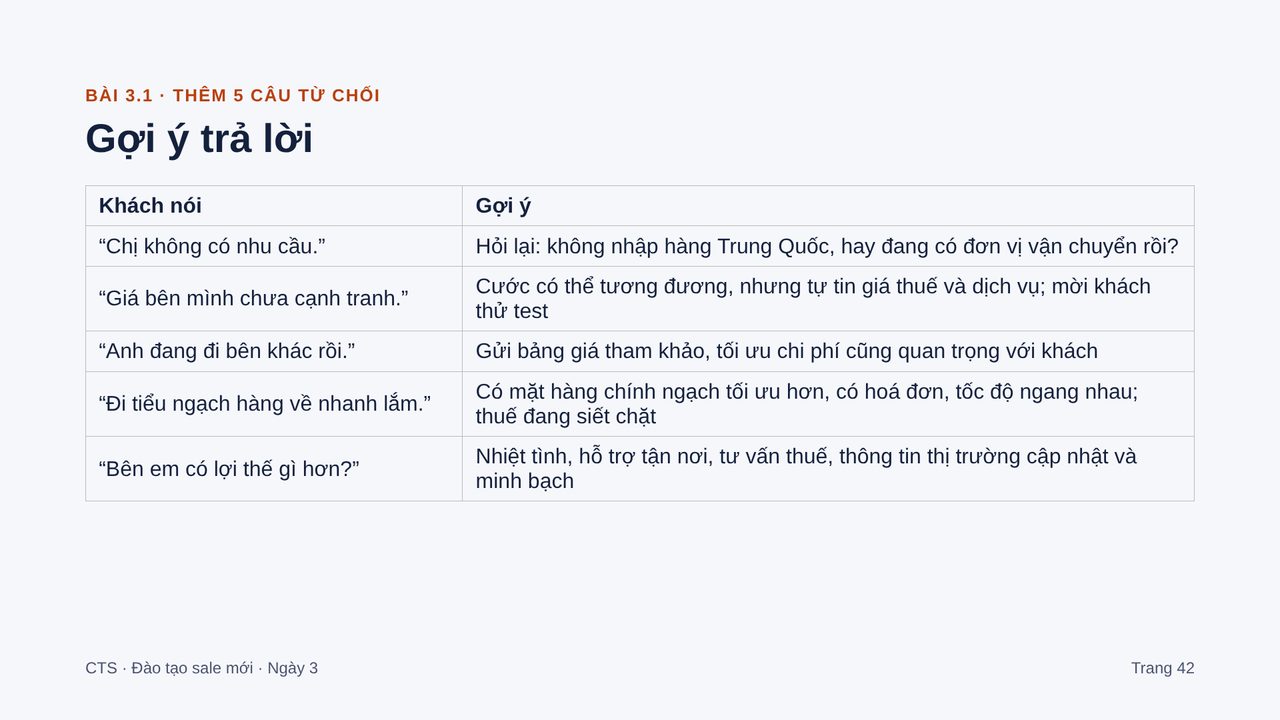 BÀI 3.1 · THÊM 5 CÂU TỪ CHỐI
Gợi ý trả lời
Khách nói
Gợi ý
“Chị không có nhu cầu.”
Hỏi lại: không nhập hàng Trung Quốc, hay đang có đơn vị vận chuyển rồi?
“Giá bên mình chưa cạnh tranh.”
Cước có thể tương đương, nhưng tự tin giá thuế và dịch vụ; mời khách
thử test
“Anh đang đi bên khác rồi.”
Gửi bảng giá tham khảo, tối ưu chi phí cũng quan trọng với khách
“Đi tiểu ngạch hàng về nhanh lắm.”
Có mặt hàng chính ngạch tối ưu hơn, có hoá đơn, tốc độ ngang nhau;
thuế đang siết chặt
“Bên em có lợi thế gì hơn?”
Nhiệt tình, hỗ trợ tận nơi, tư vấn thuế, thông tin thị trường cập nhật và
minh bạch
CTS · Đào tạo sale mới · Ngày 3
Trang 42